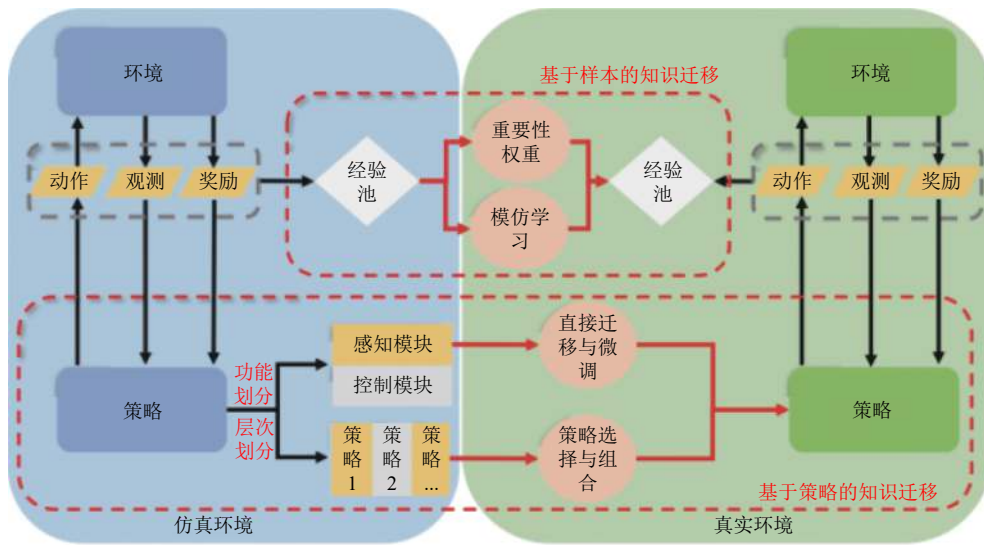 环境
环境
基于样本的知识迁移
重要性
权重
动作
观测
奖励
经验
池
经验
池
动作
观测
奖励
模仿学
习
直接迁
移与微
调
感知模块
功能
划分
控制模块
策略
策略
层次
划分
策
略
1
策
略
2
策
略
...
策略选
择与组
合
基于策略的知识迁移
仿真环境
真实环境